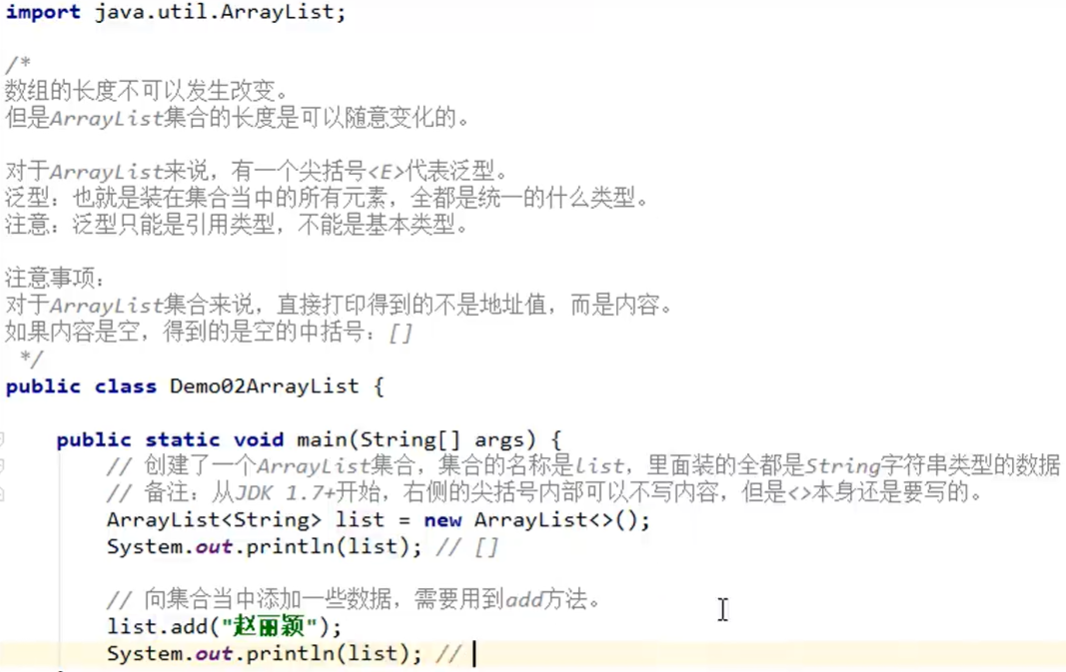 import java.util.ArrayList;
/*
数组的长度不可以发生改变。
但是ArrayList集合的长度是可以随意变化的。
对于ArrayList来说，有一个尖括号<E>代表泛型。
泛型：也就是装在集合当中的所有元素，全都是统一的什么类型。
注意：泛型只能是引用类型，不能是基本类型。
注意事项：
对于ArrayList集合来说，直接打印得到的不是地址值，而是内容。
如果内容是空，得到的是空的中括号：[]
*/
public class Demo02ArrayList {
public static void main(String[] args) {
// 创建了一个ArrayList集合，集合的名称是list，里面装的全都是String字符串类型的数据
// 备注：从JDK 1.7+开始，右侧的尖括号内部可以不写内容，但是<>本身还是要写的。
ArrayList<String> list = new ArrayList<>();
System.out.println(list); // []
// 向集合当中添加一些数据，需要用到add方法。
list.add("赵丽颖");
System.out.println(list); //